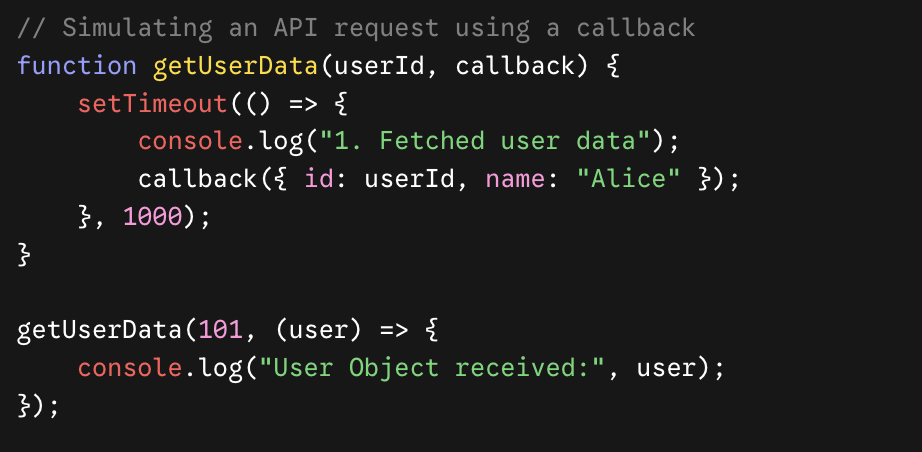 // Simulating an API request using a callback
function getUserData(userId, callback) {
    setTimeout(() => {
        console.log("1. Fetched user data");
        callback({ id: userId, name: "Alice" });
    }, 1000);
}

getUserData(101, (user) => {
    console.log("User Object received:", user);
});